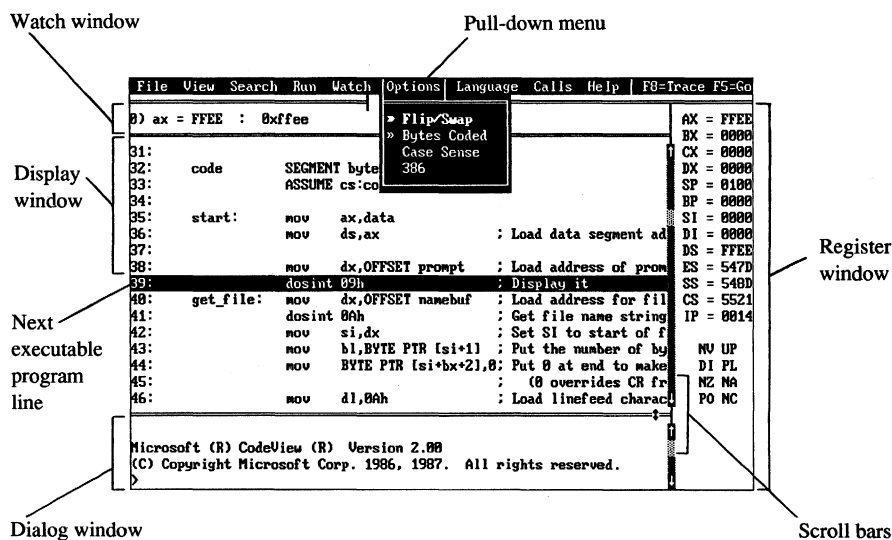 Watch window
Pull-down menu
File View Search Run Watch Options Language Calls Help | F8=Trace F5=Go
0) ax = FFEE : 0xffee
» Flip/Swap
» Bytes Coded
Case Sense
386
AX = FFEE
BX = 0000
CX = 0000
DX = 0000
SP = 0100
BP = 0000
SI = 0000
DI = 0000
DS = FFEE
ES = 547D
SS = 548D
CS = 5521
IP = 0014
NV UP
DI PL
NZ NA
PO NC
Display
window
31:
32: code SEGMENT byte
33: ASSUME cs:co
34:
35: start: mov ax,data
36: mov ds,ax ; Load data segment ad
37:
38: mov dx,OFFSET prompt ; Load address of prom
39: dosint 09h ; Display it
40: get_file: mov dx,OFFSET namebuf ; Load address for fil
41: dosint 0Ah ; Get file name string
42: mov si,dx ; Set SI to start of f
43: mov bl,BYTE PTR [si+1] ; Put the number of by
44: mov BYTE PTR [si+bx+2],0; Put 0 at end to make
45: ; (0 overrides CR fr
46: mov dl,0Ah ; Load linefeed charac
Register
window
Next
executable
program
line
Microsoft (R) CodeView (R) Version 2.00
(C) Copyright Microsoft Corp. 1986, 1987. All rights reserved.
>
Dialog window
Scroll bars